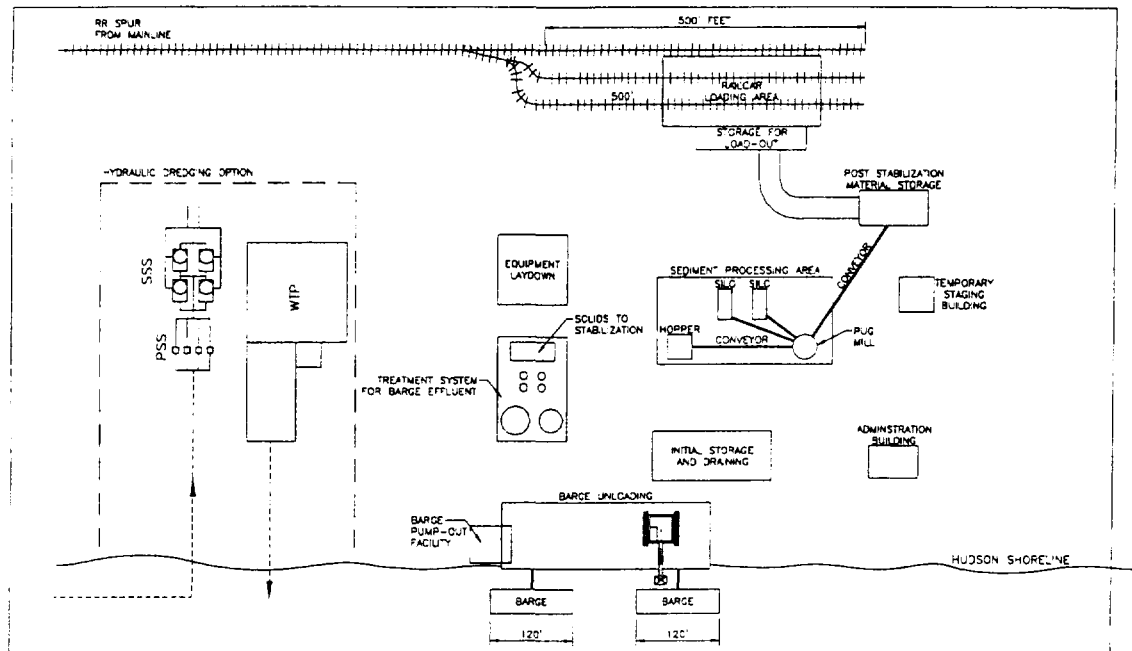 RR SPUR
FROM MAINLINE
500' FEET
RAILCAR
LOADING AREA
500'
STORAGE FOR
LOAD-OUT
HYDRAULIC DREDGING OPTION
POST STABILIZATION
MATERIAL STORAGE
SSS
WTP
PSS
EQUIPMENT
LAYDOWN
SEDIMENT PROCESSING AREA
SILO SILO
CONVEYOR
TEMPORARY
STAGING
BUILDING
SOLIDS TO
STABILIZATION
HOPPER
CONVEYOR
PUG
MILL
TREATMENT SYSTEM
FOR BARGE EFFLUENT
INITIAL STORAGE
AND DRAINING
ADMINSTRATION
BUILDING
BARGE UNLOADING
BARGE
PUMP-OUT
FACILITY
HUDSON SHORELINE
BARGE
BARGE
120'
120'